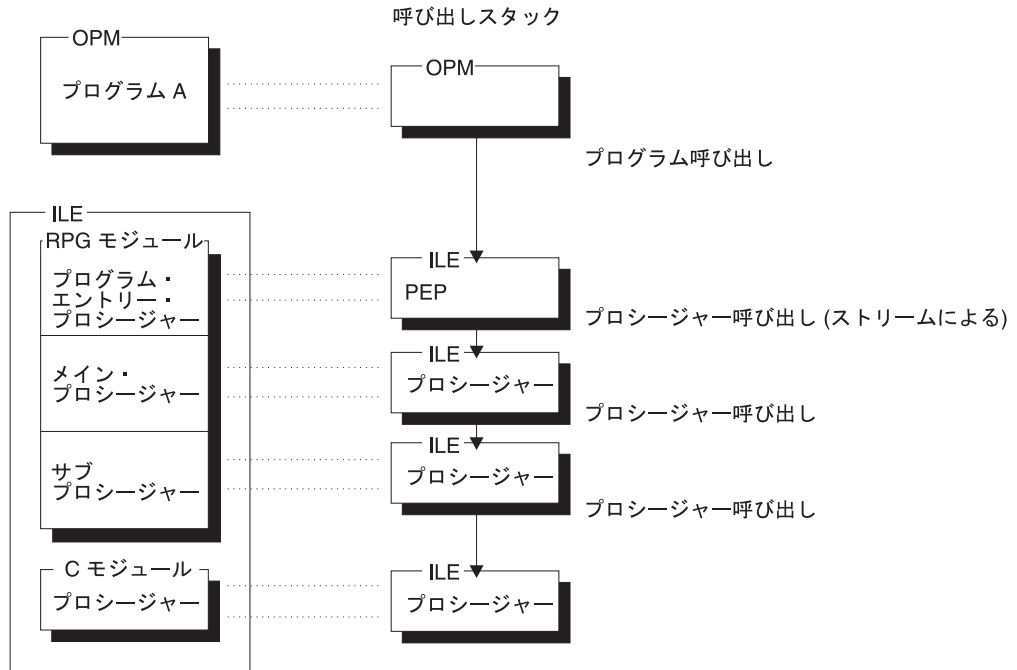 呼び出しスタック
OPM
プログラム A
OPM
プログラム呼び出し
ILE
RPG モジュール
プログラム・
エントリー・
プロシージャー
ILE
PEP
プロシージャー呼び出し (ストリームによる)
メイン・
プロシージャー
ILE
プロシージャー
プロシージャー呼び出し
サブ
プロシージャー
ILE
プロシージャー
プロシージャー呼び出し
C モジュール
プロシージャー
ILE
プロシージャー